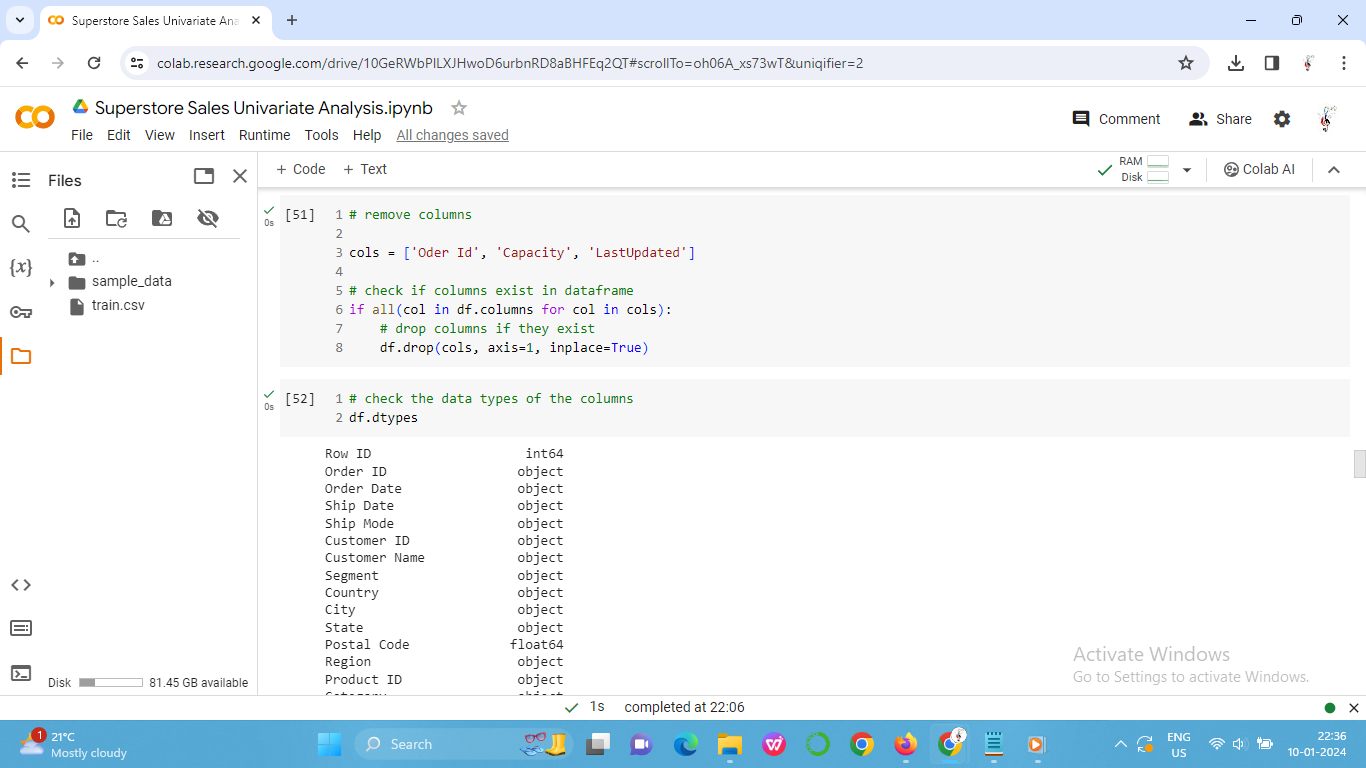 Superstore Sales Univariate Ana
colab.research.google.com/drive/10GeRWbPlLXJHwoD6urbnRD8aBHFEq2QT#scrollTo=oh06A_xs73wT&uniqifier=2
Superstore Sales Univariate Analysis.ipynb
File Edit View Insert Runtime Tools Help All changes saved
Comment Share
Files
+ Code + Text
RAM
Disk
Colab AI
..
sample_data
train.csv
Disk 81.45 GB available
[51]
0s
1 # remove columns
2
3 cols = ['Oder Id', 'Capacity', 'LastUpdated']
4
5 # check if columns exist in dataframe
6 if all(col in df.columns for col in cols):
7 # drop columns if they exist
8 df.drop(cols, axis=1, inplace=True)
[52]
0s
1 # check the data types of the columns
2 df.dtypes
Row ID int64
Order ID object
Order Date object
Ship Date object
Ship Mode object
Customer ID object
Customer Name object
Segment object
Country object
City object
State object
Postal Code float64
Region object
Product ID object
Category object
Activate Windows
Go to Settings to activate Windows.
1s completed at 22:06
1
21°C
Mostly cloudy
Search
ENG
US
22:36
10-01-2024